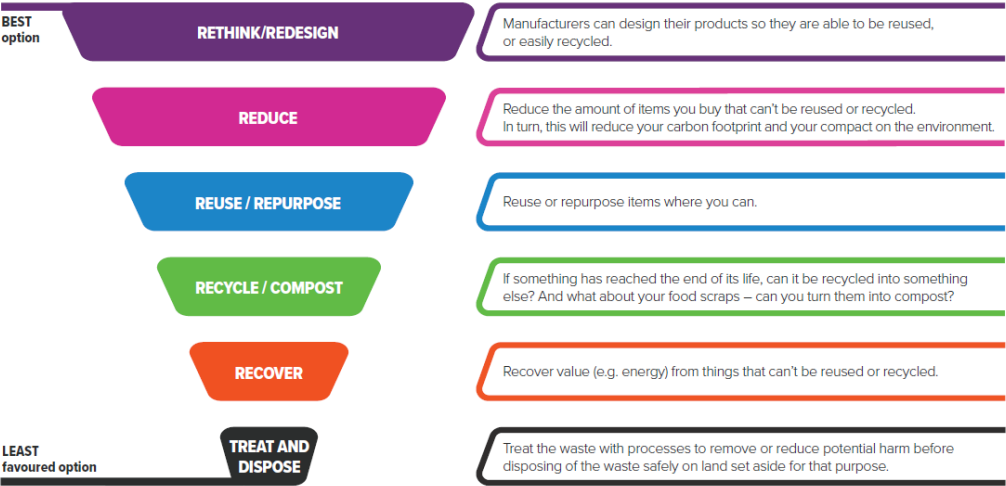 BEST
option
RETHINK/REDESIGN
Manufacturers can design their products so they are able to be reused,
or easily recycled.
REDUCE
Reduce the amount of items you buy that can't be reused or recycled.
In turn, this will reduce your carbon footprint and your compact on the environment.
REUSE / REPURPOSE
Reuse or repurpose items where you can.
RECYCLE / COMPOST
If something has reached the end of its life, can it be recycled into something
else? And what about your food scraps – can you turn them into compost?
RECOVER
Recover value (e.g. energy) from things that can't be reused or recycled.
LEAST
favoured option
TREAT AND
DISPOSE
Treat the waste with processes to remove or reduce potential harm before
disposing of the waste safely on land set aside for that purpose.